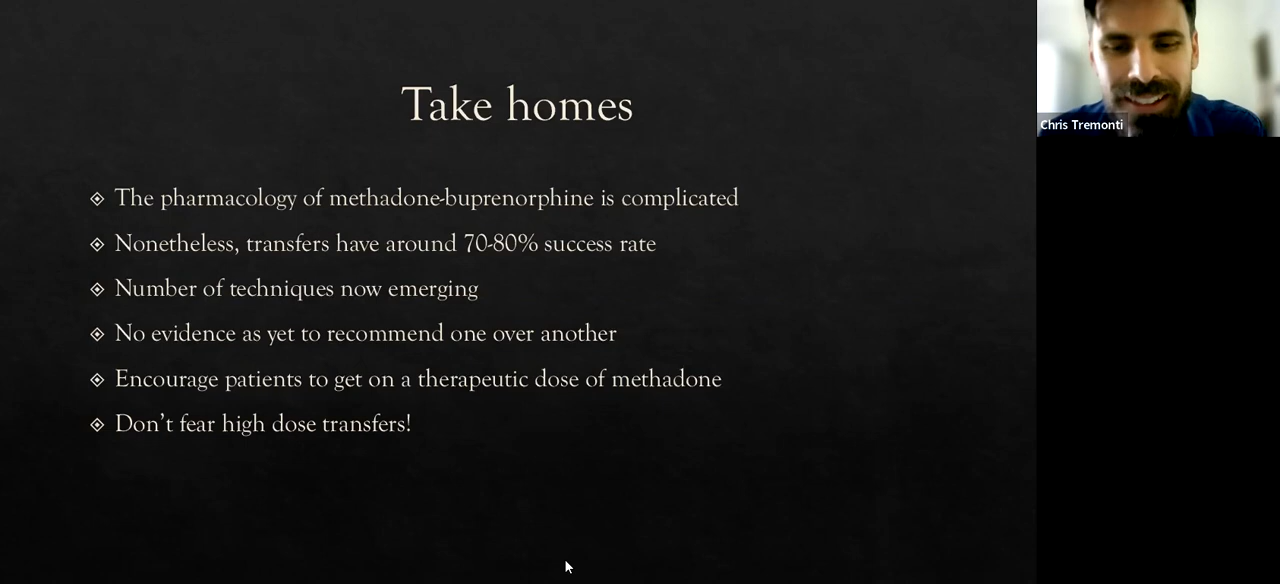 Take homes
The pharmacology of methadone-buprenorphine is complicated
Nonetheless, transfers have around 70-80% success rate
Number of techniques now emerging
No evidence as yet to recommend one over another
Encourage patients to get on a therapeutic dose of methadone
Don't fear high dose transfers!
Chris Tremonti